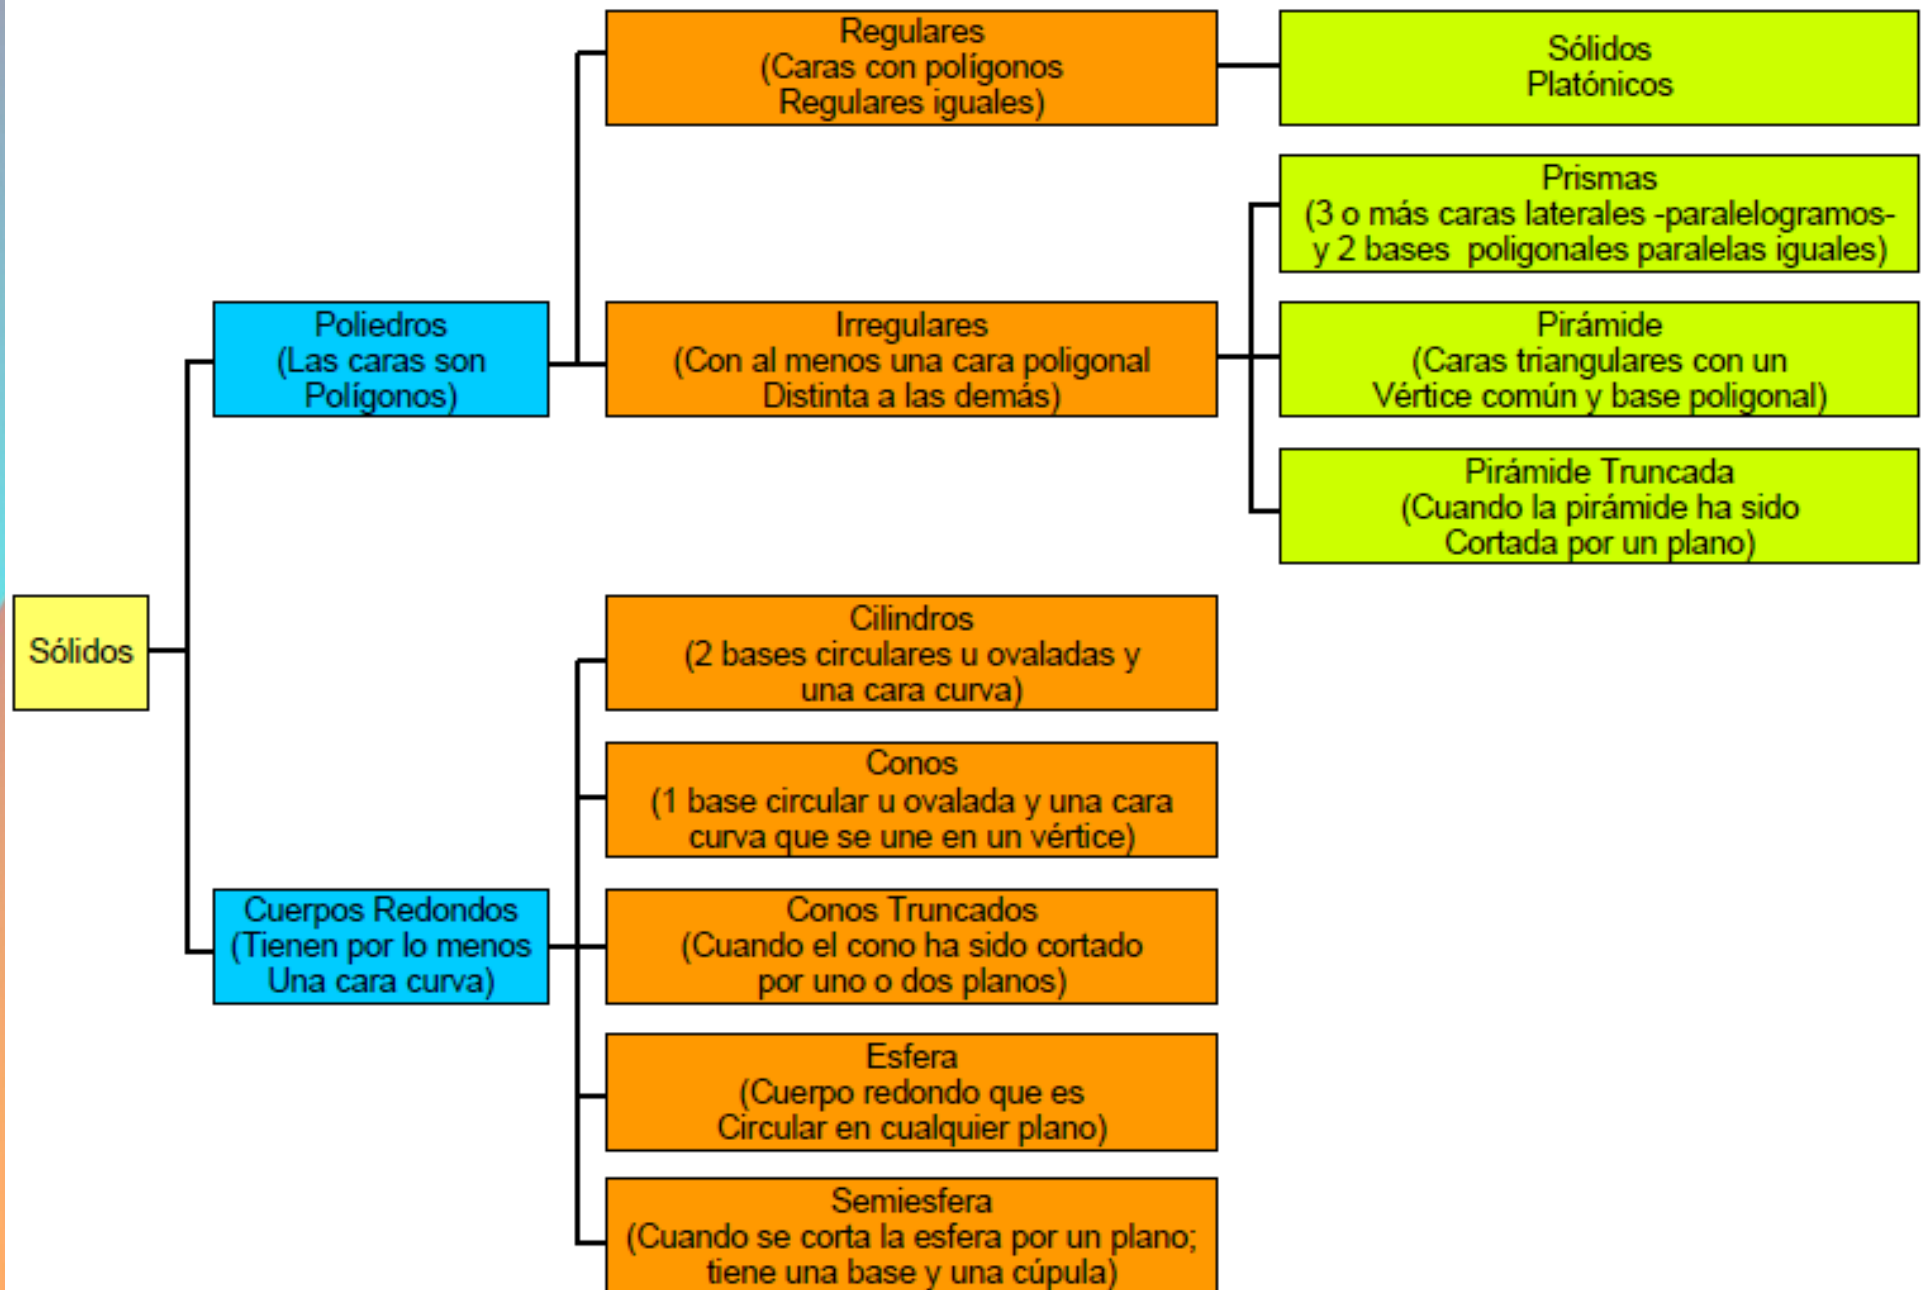 Regulares
(Caras con polígonos
Regulares iguales)
Sólidos
Platónicos
Prismas
(3 o más caras laterales -paralelogramos-
y 2 bases  poligonales paralelas iguales)
Poliedros
(Las caras son
Polígonos)
Irregulares
(Con al menos una cara poligonal
Distinta a las demás)
Pirámide
(Caras triangulares con un
Vértice común y base poligonal)
Pirámide Truncada
(Cuando la pirámide ha sido
Cortada por un plano)
Sólidos
Cilindros
(2 bases circulares u ovaladas y
una cara curva)
Conos
(1 base circular u ovalada y una cara
curva que se une en un vértice)
Cuerpos Redondos
(Tienen por lo menos
Una cara curva)
Conos Truncados
(Cuando el cono ha sido cortado
por uno o dos planos)
Esfera
(Cuerpo redondo que es
Circular en cualquier plano)
Semiesfera
(Cuando se corta la esfera por un plano;
tiene una base y una cúpula)